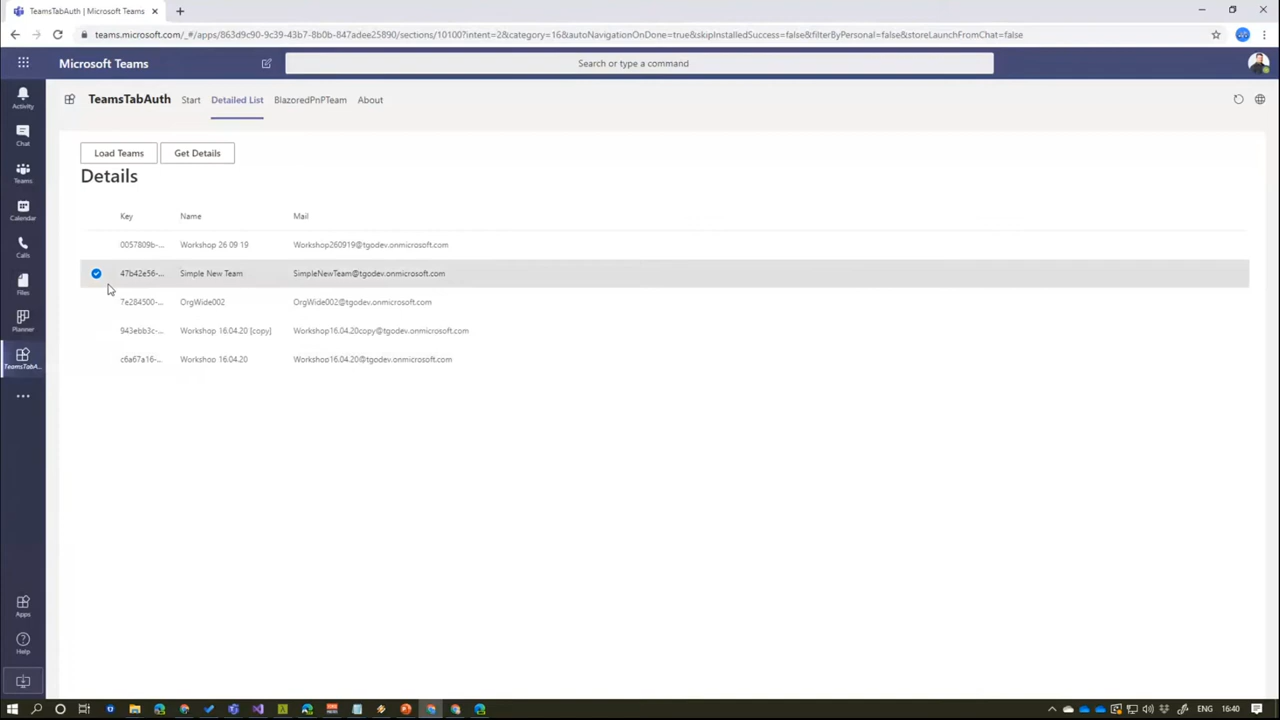 TeamsTabAuth | Microsoft Teams
teams.microsoft.com/_#/apps/863d9c90-9c39-43b7-8b0b-847adee25890/sections/10100?intent=2&category=16&autoNavigationOnDone=true&skipInstalledSuccess=false&filterByPersonal=false&storeLaunchFromChat=false
Microsoft Teams
Search or type a command
Activity
Chat
Teams
Calendar
Calls
Files
Planner
TeamsTabA...
Apps
Help
TeamsTabAuth Start Detailed List BlazoredPnPTeam About
Load Teams Get Details
Details
Key Name Mail
0057809b-... Workshop 26 09 19 Workshop260919@tgodev.onmicrosoft.com
47b42e56-... Simple New Team SimpleNewTeam@tgodev.onmicrosoft.com
7e284500-... OrgWide002 OrgWide002@tgodev.onmicrosoft.com
943ebb3c-... Workshop 16.04.20 [copy] Workshop16.04.20copy@tgodev.onmicrosoft.com
c6a67a16-... Workshop 16.04.20 Workshop16.04.20@tgodev.onmicrosoft.com
ENG 16:40